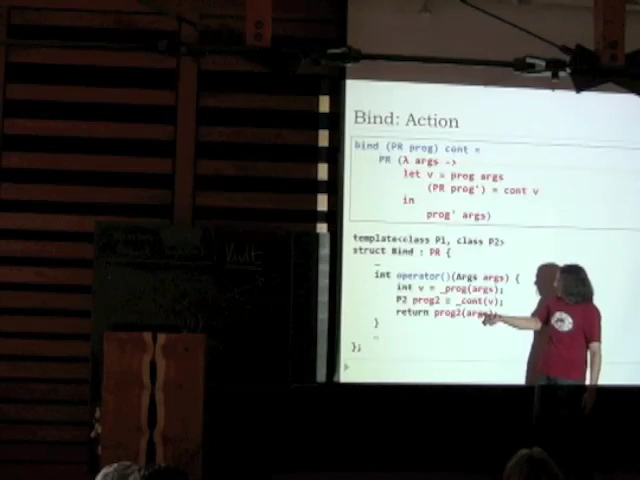 Bind: Action
bind (PR prog) cont =
PR (λ args ->
let v = prog args
(PR prog') = cont v
in
prog' args)
template<class P1, class P2>
struct Bind : PR {
…
int operator()(Args args) {
int v = _prog(args);
P2 prog2 = _cont(v);
return prog2(args);
}
…
};
Vault